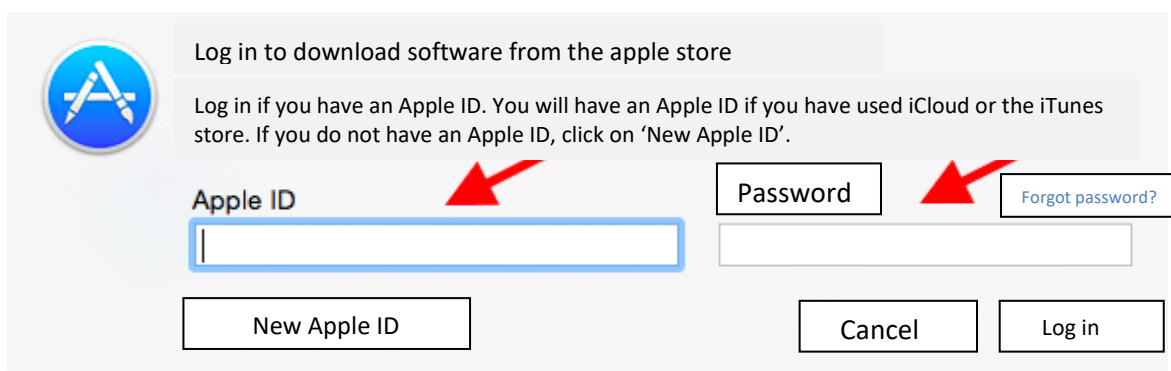 Log in to download software from the apple store
Log in if you have an Apple ID. You will have an Apple ID if you have used iCloud or the iTunes
store. If you do not have an Apple ID, click on ‘New Apple ID’.
Apple ID
Password
Forgot password?
New Apple ID
Cancel
Log in